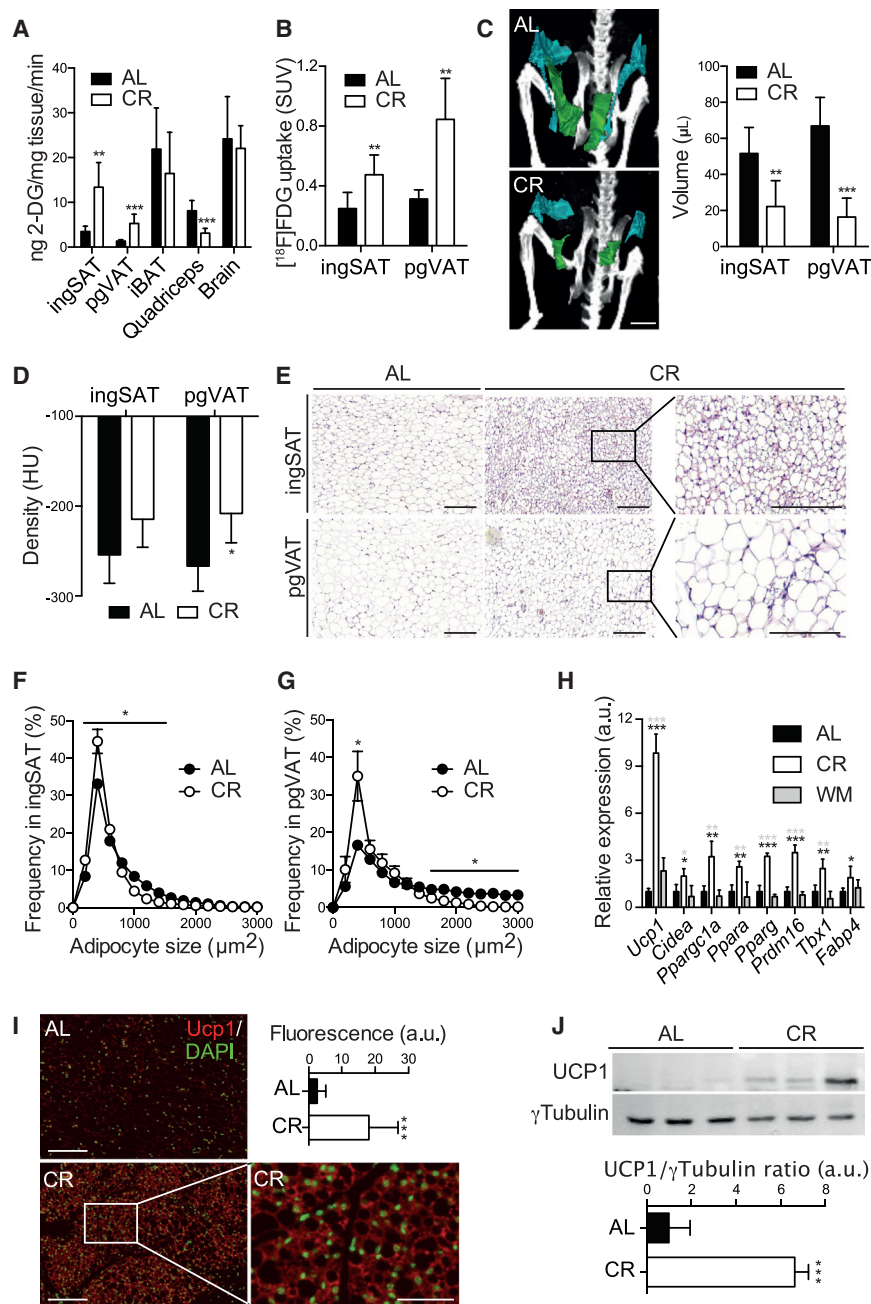 A
ng 2-DG/mg tissue/min
AL
CR
40
30
20
10
0
**
***
***
ingSAT
pgVAT
iBAT
Quadriceps
Brain
B
[18F]FDG uptake (SUV)
AL
CR
1.2
0.8
0.4
0.0
**
**
ingSAT
pgVAT
C
AL
CR
Volume (µL)
AL
CR
100
80
60
40
20
0
**
***
ingSAT
pgVAT
D
ingSAT
pgVAT
Density (HU)
-100
-200
-300
*
AL
CR
E
AL
CR
ingSAT
pgVAT
F
Frequency in ingSAT (%)
50
40
30
20
10
0
*
AL
CR
0
1000
2000
3000
Adipocyte size (µm2)
G
Frequency in pgVAT (%)
50
40
30
20
10
0
*
*
AL
CR
0
1000
2000
3000
Adipocyte size (µm2)
H
Relative expression (a.u.)
12
9
6
3
0
AL
CR
WM
***
***
*
*
**
**
**
**
***
***
***
***
**
**
*
Ucp1
Cidea
Ppargc1a
Ppara
Pparg
Prdm16
Tbx1
Fabp4
I
AL
Ucp1/
DAPI
CR
CR
Fluorescence (a.u.)
0
10
20
30
AL
CR
***
J
AL
CR
UCP1
γTubulin
UCP1/γTubulin ratio (a.u.)
0
2
4
6
8
AL
CR
***